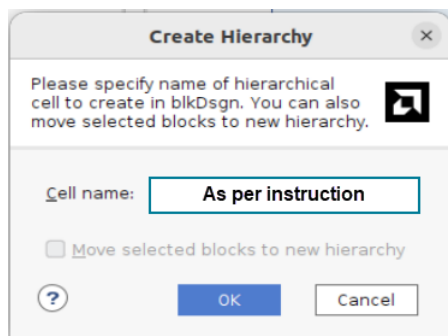 Create Hierarchy
Please specify name of hierarchical
cell to create in blkDsgn. You can also
move selected blocks to new hierarchy.
Cell name: As per instruction
Move selected blocks to new hierarchy
? OK Cancel